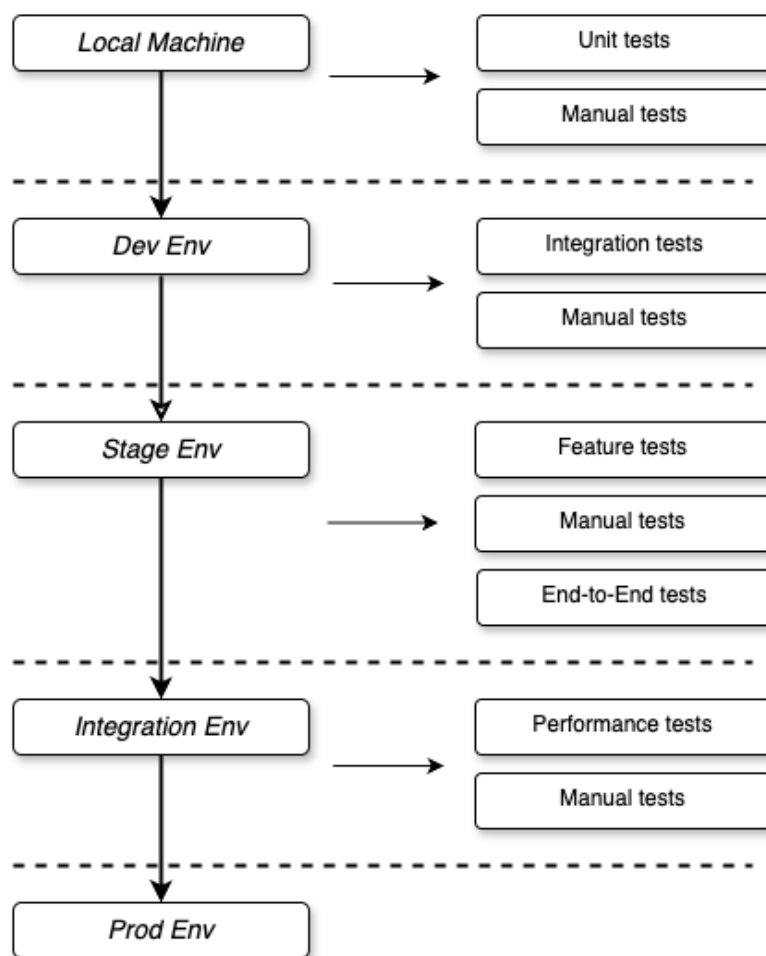 Local Machine
Unit tests
Manual tests
Dev Env
Integration tests
Manual tests
Stage Env
Feature tests
Manual tests
End-to-End tests
Integration Env
Performance tests
Manual tests
Prod Env